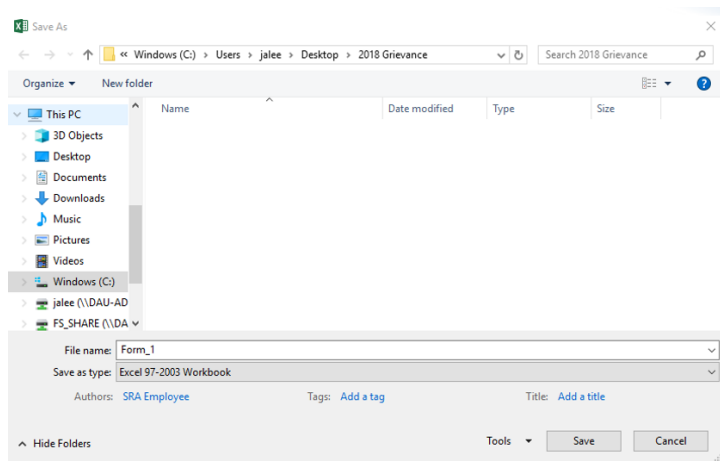 Save As
« Windows (C:) › Users › jalee › Desktop › 2018 Grievance
Search 2018 Grievance
Organize
New folder
This PC
3D Objects
Desktop
Documents
Downloads
Music
Pictures
Videos
Windows (C:)
jalee (\\DAU-AD
FS_SHARE (\\DA
Name Date modified Type Size
File name: Form_1
Save as type: Excel 97-2003 Workbook
Authors: SRA Employee Tags: Add a tag Title: Add a title
Hide Folders Tools Save Cancel